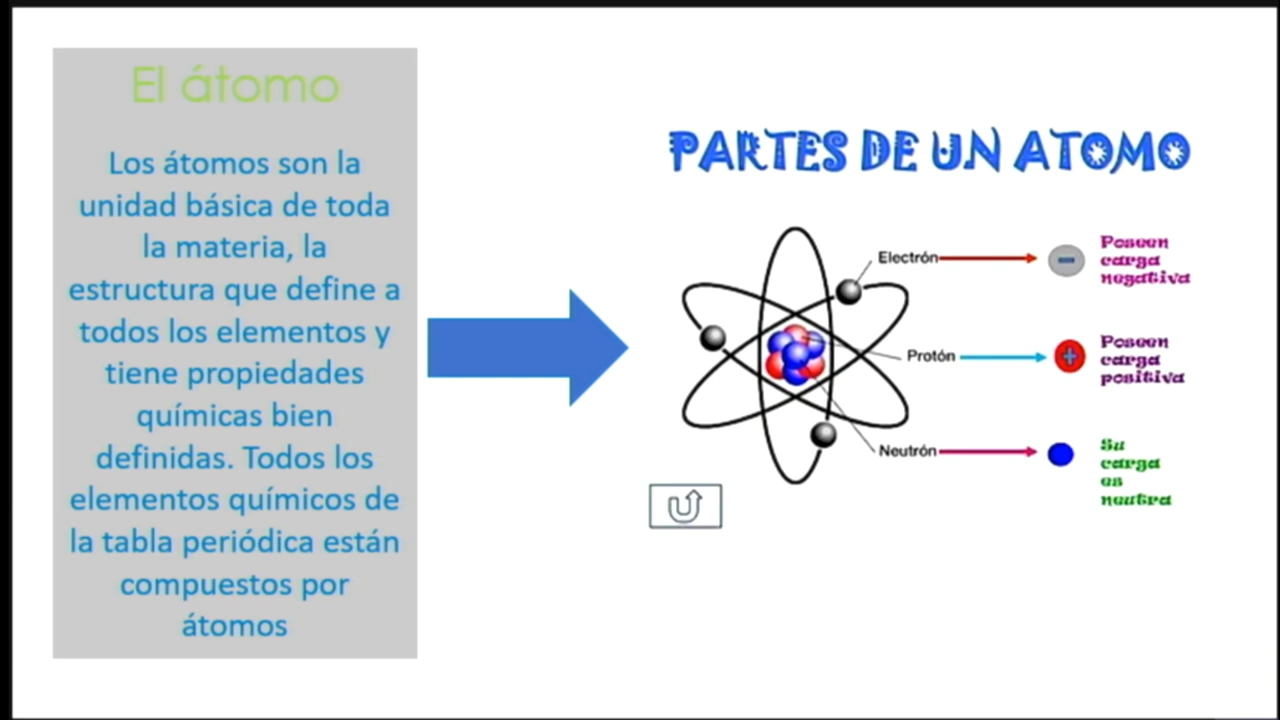 El átomo
Los átomos son la
unidad básica de toda
la materia, la
estructura que define a
todos los elementos y
tiene propiedades
químicas bien
definidas. Todos los
elementos químicos de
la tabla periódica están
compuestos por
átomos
PARTES DE UN ATOMO
Electrón
Poseen
carga
negativa
Protón
Poseen
carga
positiva
Neutrón
Su
carga
es
neutra